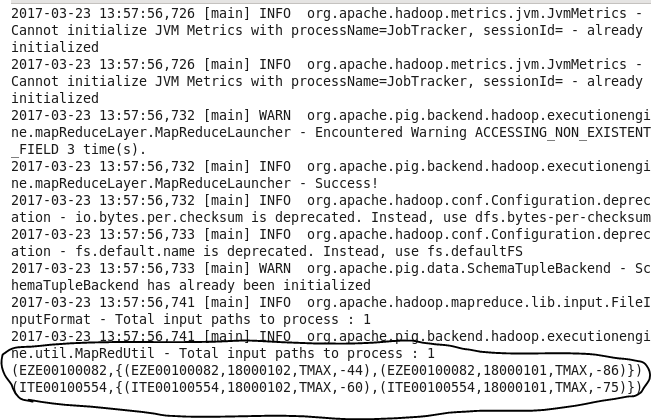 2017-03-23 13:57:56,726 [main] INFO  org.apache.hadoop.metrics.jvm.JvmMetrics -
Cannot initialize JVM Metrics with processName=JobTracker, sessionId= - already
initialized
2017-03-23 13:57:56,726 [main] INFO  org.apache.hadoop.metrics.jvm.JvmMetrics -
Cannot initialize JVM Metrics with processName=JobTracker, sessionId= - already
initialized
2017-03-23 13:57:56,732 [main] WARN  org.apache.pig.backend.hadoop.executionengi
ne.mapReduceLayer.MapReduceLauncher - Encountered Warning ACCESSING_NON_EXISTENT
_FIELD 3 time(s).
2017-03-23 13:57:56,732 [main] INFO  org.apache.pig.backend.hadoop.executionengi
ne.mapReduceLayer.MapReduceLauncher - Success!
2017-03-23 13:57:56,732 [main] INFO  org.apache.hadoop.conf.Configuration.deprec
ation - io.bytes.per.checksum is deprecated. Instead, use dfs.bytes-per-checksum
2017-03-23 13:57:56,733 [main] INFO  org.apache.hadoop.conf.Configuration.deprec
ation - fs.default.name is deprecated. Instead, use fs.defaultFS
2017-03-23 13:57:56,733 [main] WARN  org.apache.pig.data.SchemaTupleBackend - Sc
hemaTupleBackend has already been initialized
2017-03-23 13:57:56,741 [main] INFO  org.apache.hadoop.mapreduce.lib.input.FileI
nputFormat - Total input paths to process : 1
2017-03-23 13:57:56,741 [main] INFO  org.apache.pig.backend.hadoop.executionengi
ne.util.MapRedUtil - Total input paths to process : 1
(EZE00100082,{(EZE00100082,18000102,TMAX,-44),(EZE00100082,18000101,TMAX,-86)})
(ITE00100554,{(ITE00100554,18000102,TMAX,-60),(ITE00100554,18000101,TMAX,-75)})